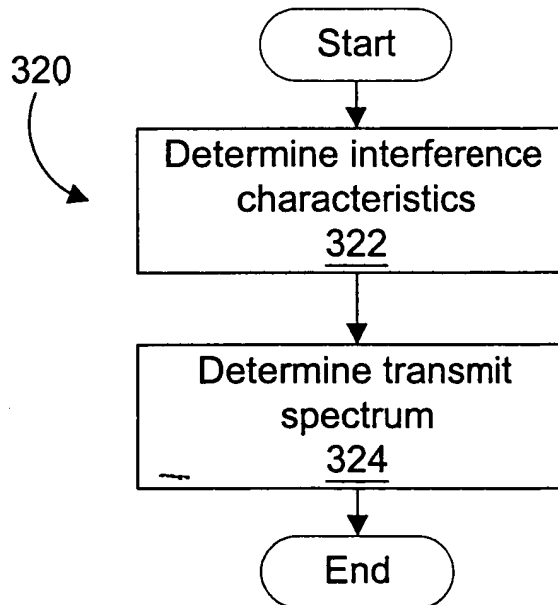 Start
320
Determine interference
characteristics
322
Determine transmit
spectrum
324
End